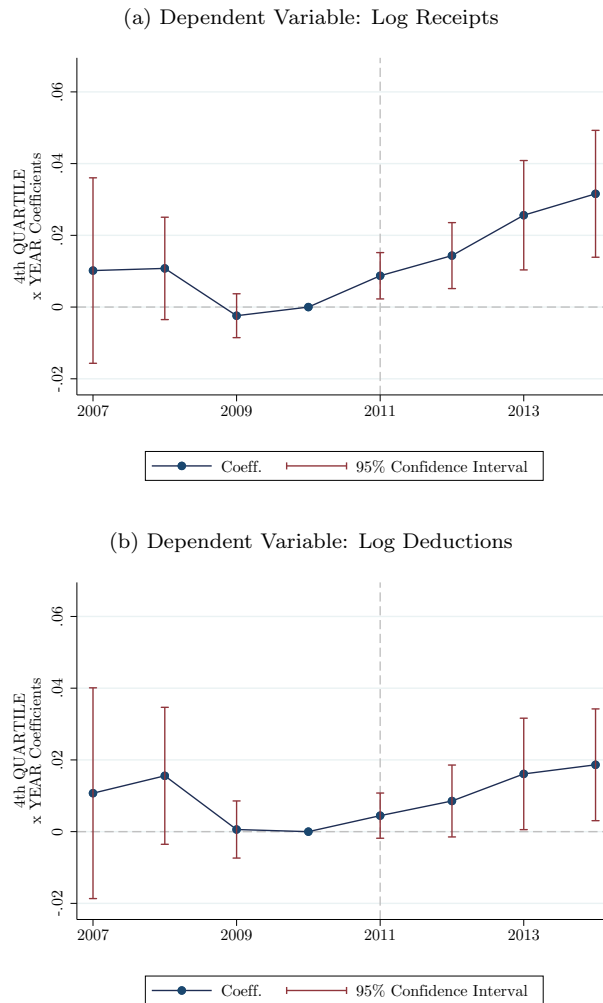 (a) Dependent Variable: Log Receipts
4th QUARTILE
x YEAR Coefficients
.06
.04
.02
0
-.02
2007
2009
2011
2013
Coeff.
95% Confidence Interval
(b) Dependent Variable: Log Deductions
4th QUARTILE
x YEAR Coefficients
.06
.04
.02
0
-.02
2007
2009
2011
2013
Coeff.
95% Confidence Interval